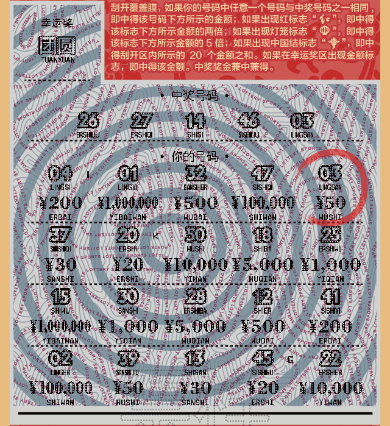 刮开覆盖膜，如果你的号码中任意一个号码与中奖号码之一相同，
即中得该号码下方所示的金额；如果出现红标志“ ”，即中得
该标志下方所示金额的两倍；如果出现灯笼标志“ ”，即中得
该标志下方所示金额的 5 倍；如果出现中国结标志“ ”，即中
得刮开区内所示的 20 个金额之和。如果在幸运奖区出现金额标
志，即中得该金额。中奖奖金兼中兼得。
幸运奖
团圆
TUANYUAN
中奖号码
26 27 14 46 03
ERSHILIU ERSHIQI SHISI SISHILIU LINGSAN
你的号码
04 01 32 47 03
LINGSI LINGYI SANSHIER SISHIQI LINGSAN
¥200 ¥1,000,000 ¥500 ¥100,000 ¥50
ERBAI YIBAIWAN WUBAI SHIWAN WUSHI
37 20 50 18 25
ERSHI WUSHI SHIBA ERSHIWU
¥30 ¥20 ¥10,000 ¥5,000 ¥1,000
SANSHI ERSHI YIWAN WUQIAN YIQIAN
15 30 28 12 41
SHIWU SANSHI ERSHIBA SHIER SISHIYI
¥1,000,000 ¥1,000 ¥5,000 ¥500 ¥200
YIBAIWAN YIQIAN WUQIAN WUBAI ERBAI
02 39 13 45 22
LINGER SHISAN SISHIWU ERSHIER
¥100,000 ¥50 ¥30 ¥20 ¥10,000
SHIWAN WUSHI SANSHI ERSHI YIWAN